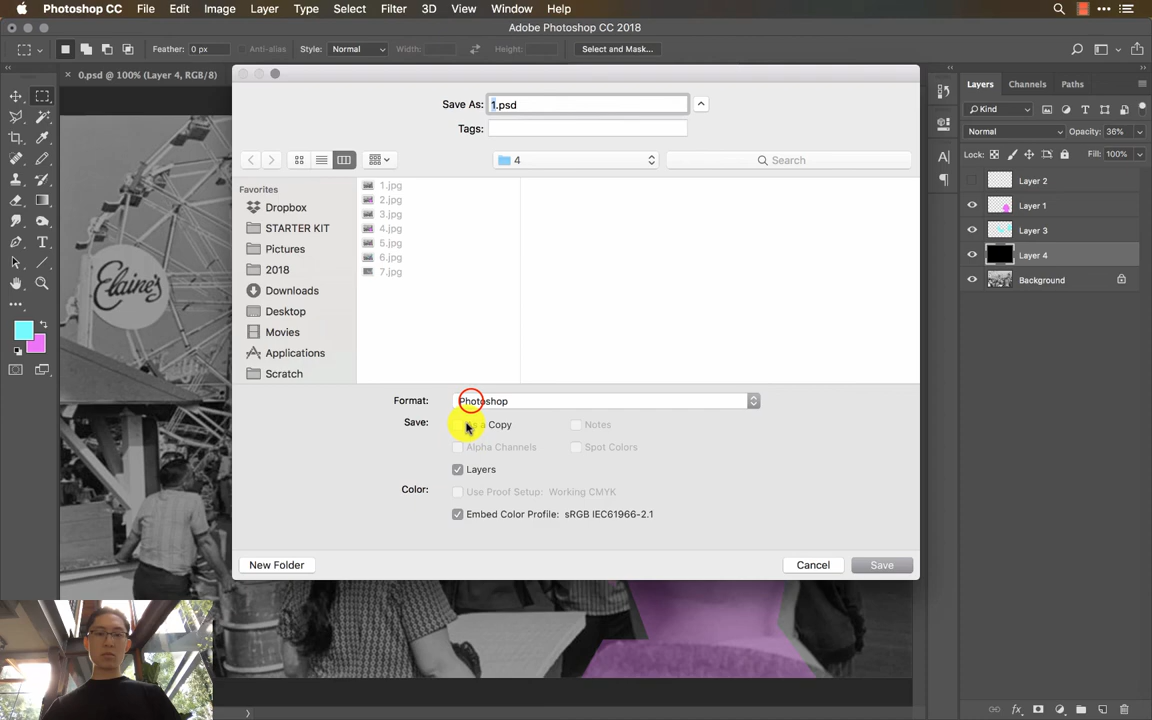 Photoshop CC File Edit Image Layer Type Select Filter 3D View Window Help
Adobe Photoshop CC 2018
Feather: 0 px Anti-alias Style: Normal Width: Height: Select and Mask...
× 0.psd @ 100% (Layer 4, RGB/8)
Save As: 1.psd
Tags:
4
Search
Favorites
Dropbox
STARTER KIT
Pictures
2018
Downloads
Desktop
Movies
Applications
Scratch
1.jpg
2.jpg
3.jpg
4.jpg
5.jpg
6.jpg
7.jpg
Format: Photoshop
Save: a Copy Notes
Alpha Channels Spot Colors
Layers
Color: Use Proof Setup: Working CMYK
Embed Color Profile: sRGB IEC61966-2.1
New Folder Cancel Save
Layers Channels Paths
Kind
Normal Opacity: 36%
Lock: Fill: 100%
Layer 2
Layer 1
Layer 3
Layer 4
Background
Elaine's